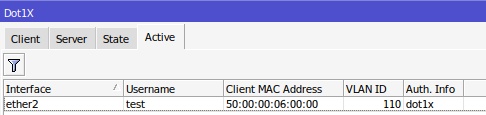 Dot1X
Client Server State Active
Interface Username Client MAC Address VLAN ID Auth. Info
ether2 test 50:00:00:06:00:00 110 dot1x